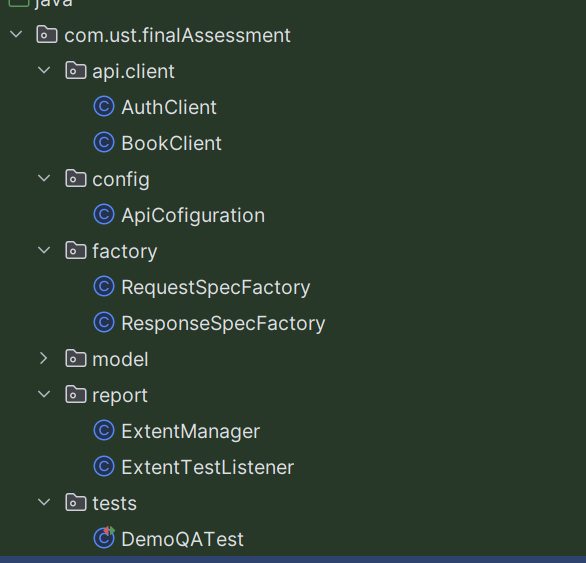 java
com.ust.finalAssessment
api.client
AuthClient
BookClient
config
ApiCofiguration
factory
RequestSpecFactory
ResponseSpecFactory
model
report
ExtentManager
ExtentTestListener
tests
DemoQATest